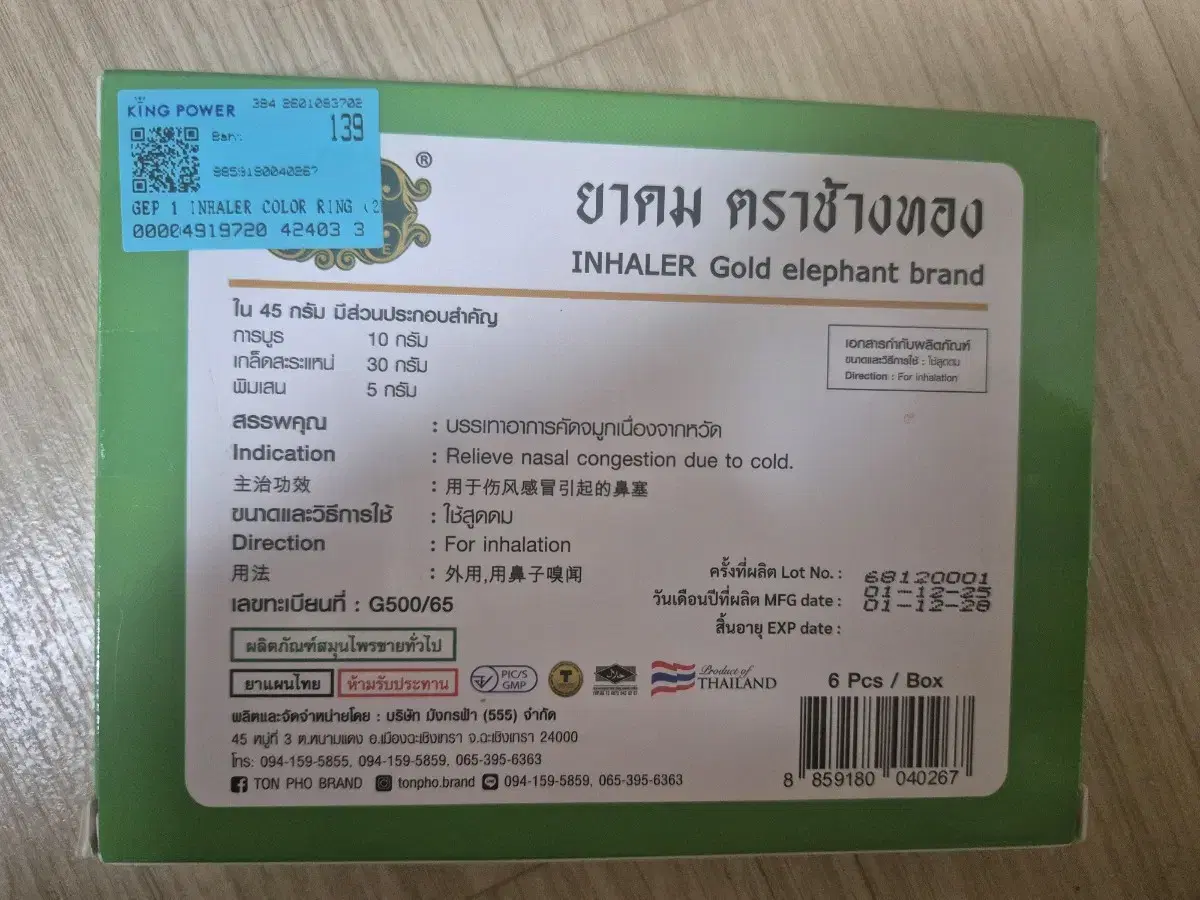 KING POWER
384 2601083702
139
Ban:
GEP 1 INHALER COLOR RING
00004919720 42403 3
®
ยาดม ตราช้างทอง
INHALER Gold elephant brand
ใน 45 กรัม มีส่วนประกอบสำคัญ
การบูร 10 กรัม
เกล็ดสะระแหน่ 30 กรัม
พิมเสน 5 กรัม
เอกสารกำกับผลิตภัณฑ์
ขนาดและวิธีการใช้ : ใช้สูดดม
Direction : For inhalation
สรรพคุณ : บรรเทาอาการคัดจมูกเนื่องจากหวัด
Indication : Relieve nasal congestion due to cold.
主治功效 : 用于伤风感冒引起的鼻塞
ขนาดและวิธีการใช้ : ใช้สูดดม
Direction : For inhalation
用法 : 外用,用鼻子嗅闻
เลขทะเบียนที่ : G500/65
ครั้งที่ผลิต Lot No. : 68120001
วันเดือนปีที่ผลิต MFG date : 01-12-25
สิ้นอายุ EXP date : 01-12-28
ผลิตภัณฑ์สมุนไพรขายทั่วไป
ยาแผนไทย ห้ามรับประทาน
PIC/S GMP
Product of THAILAND
6 Pcs / Box
ผลิตและจัดจำหน่ายโดย : บริษัท มังกรฟ้า (555) จำกัด
45 หมู่ที่ 3 ต.หนามแดง อ.เมืองฉะเชิงเทรา จ.ฉะเชิงเทรา 24000
โทร: 094-159-5855, 094-159-5859, 065-395-6363
TON PHO BRAND tonpho.brand 094-159-5859, 065-395-6363
8 859180 040267